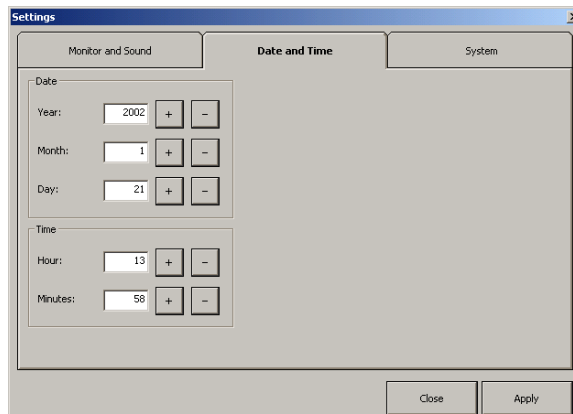 Settings
Monitor and Sound Date and Time System
Date
Year: 2002 + -
Month: 1 + -
Day: 21 + -
Time
Hour: 13 + -
Minutes: 58 + -
Close Apply